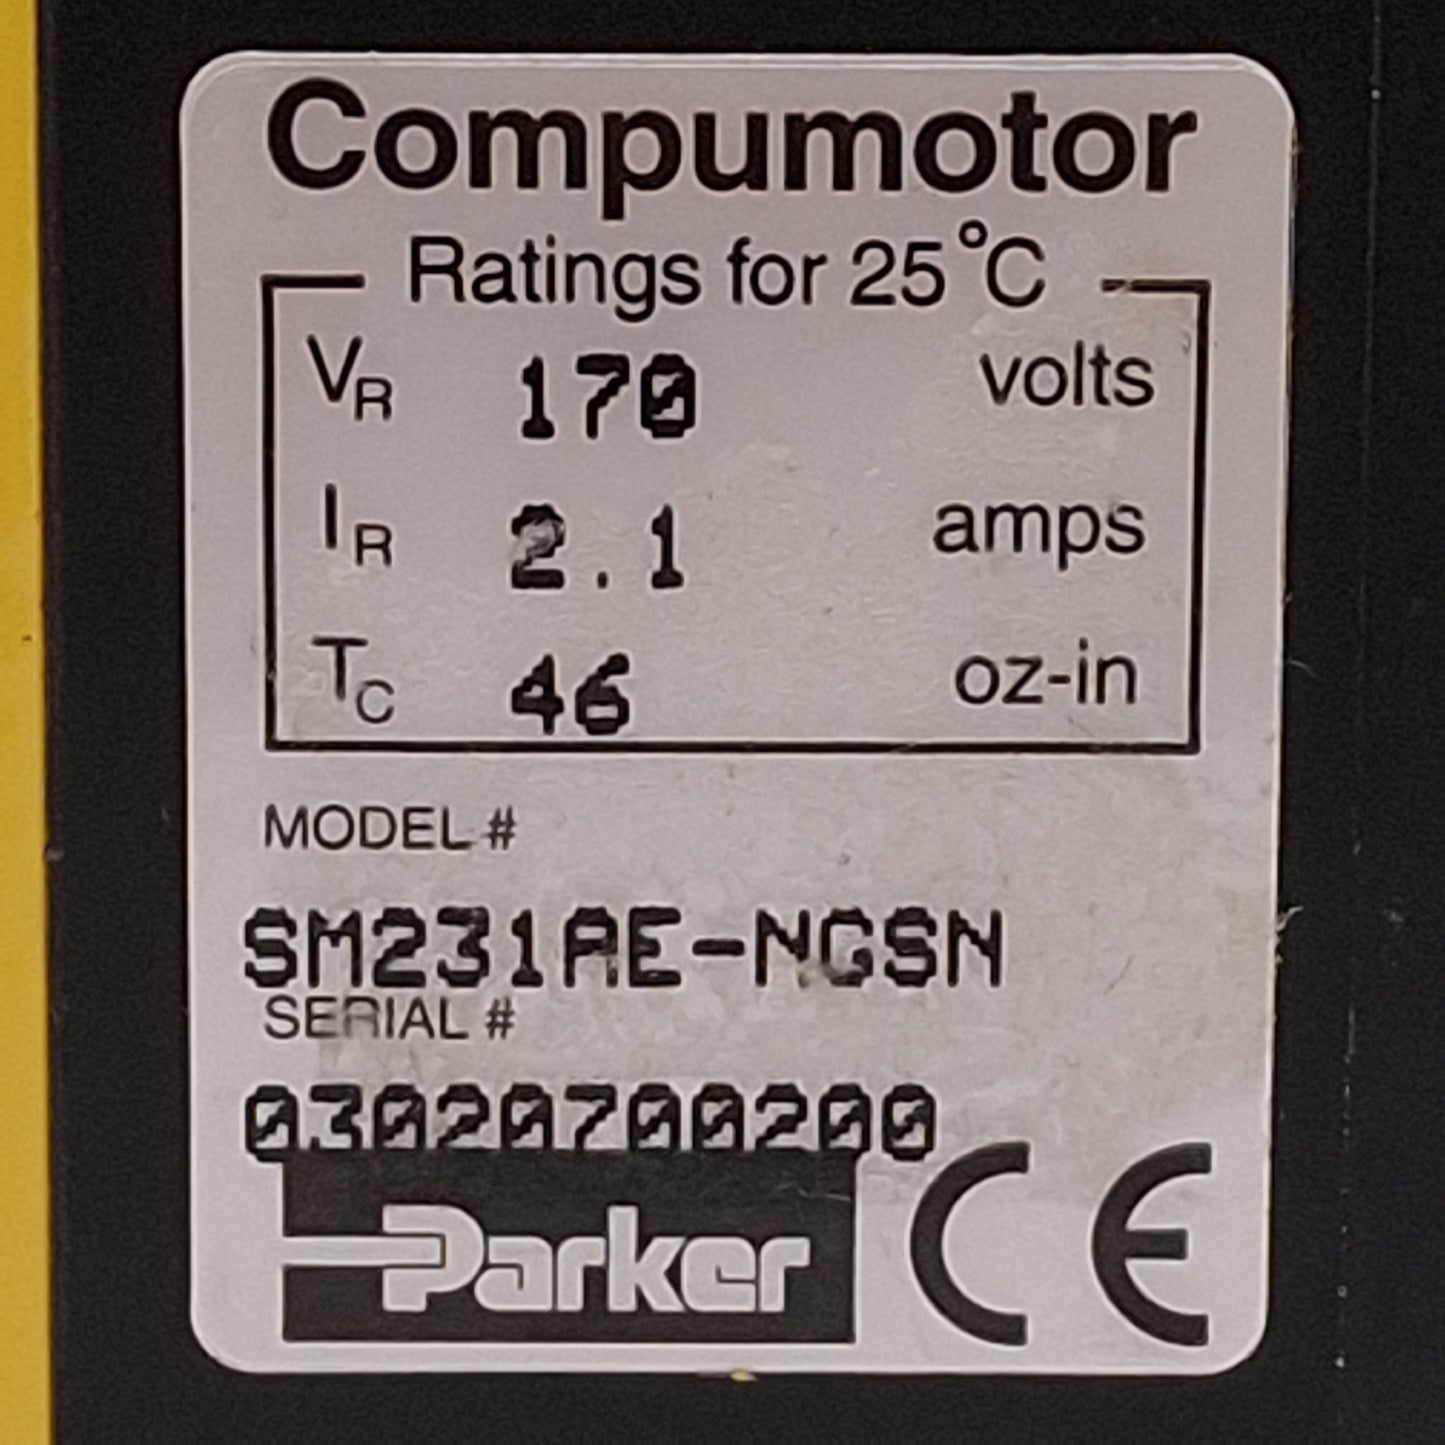 Compumotor
Ratings for 25°C
VR 170 volts
IR 2.1 amps
TC 46 oz-in
MODEL #
SM231AE-NGSN
SERIAL #
03020700200
Parker CE